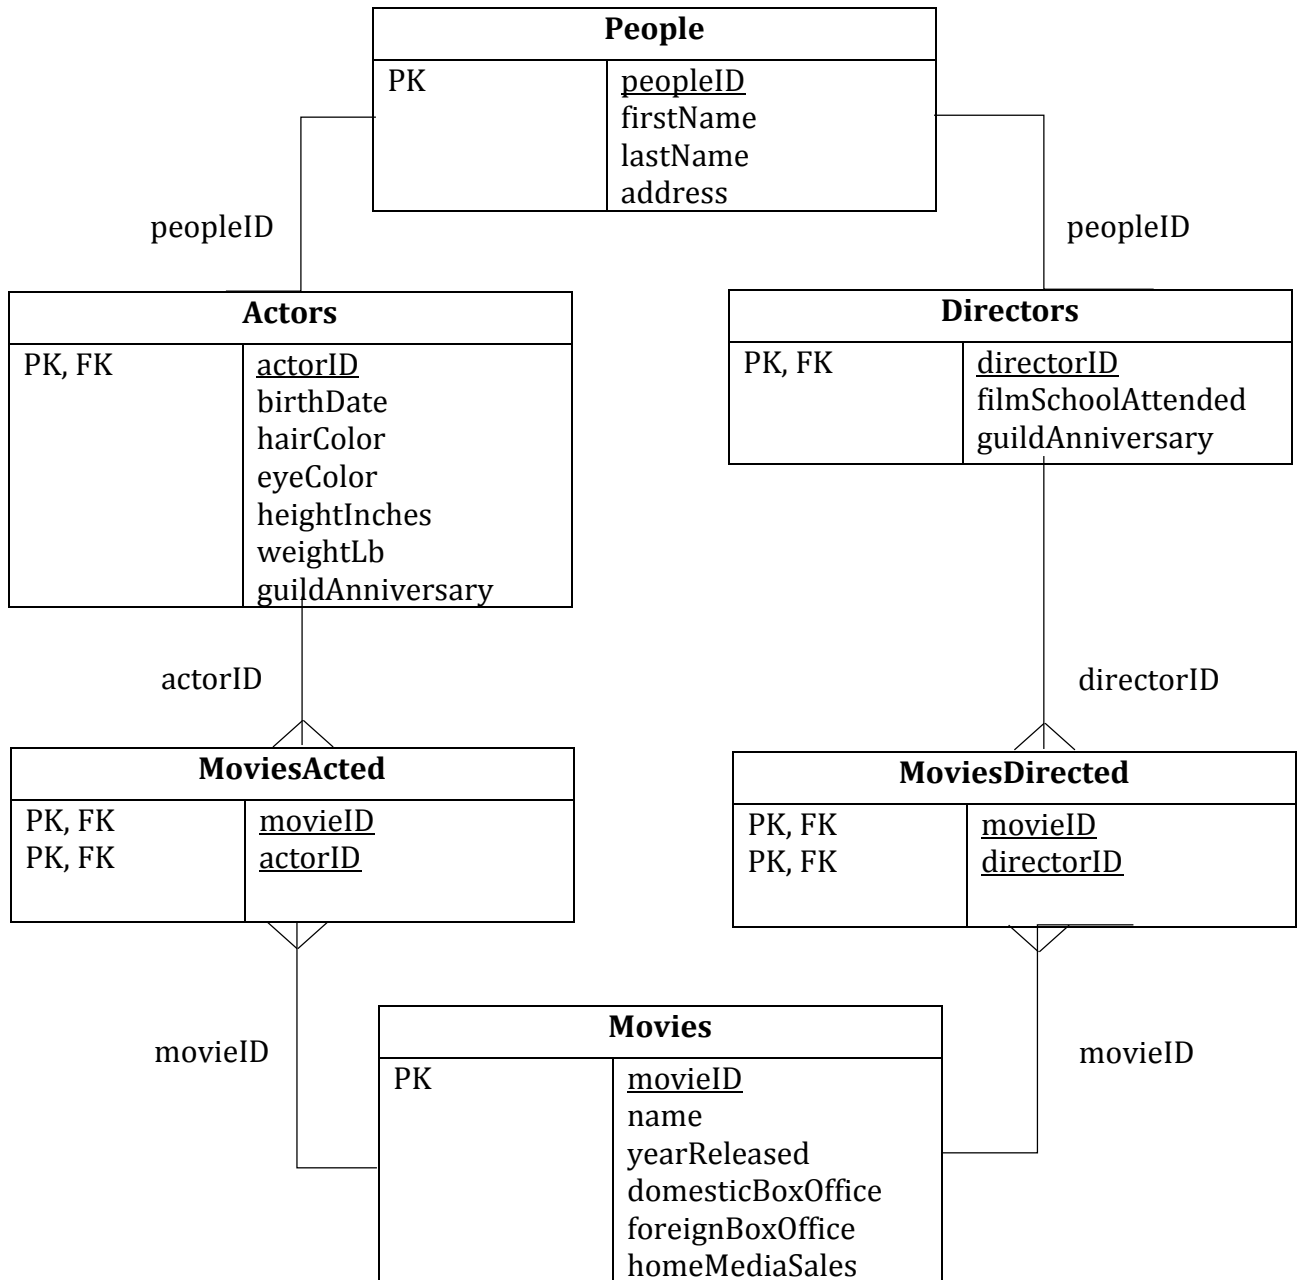 People
PK peopleID
firstName
lastName
address
peopleID
peopleID
Actors
PK, FK actorID
birthDate
hairColor
eyeColor
heightInches
weightLb
guildAnniversary
Directors
PK, FK directorID
filmSchoolAttended
guildAnniversary
actorID
directorID
MoviesActed
PK, FK movieID
PK, FK actorID
MoviesDirected
PK, FK movieID
PK, FK directorID
movieID
movieID
Movies
PK movieID
name
yearReleased
domesticBoxOffice
foreignBoxOffice
homeMediaSales